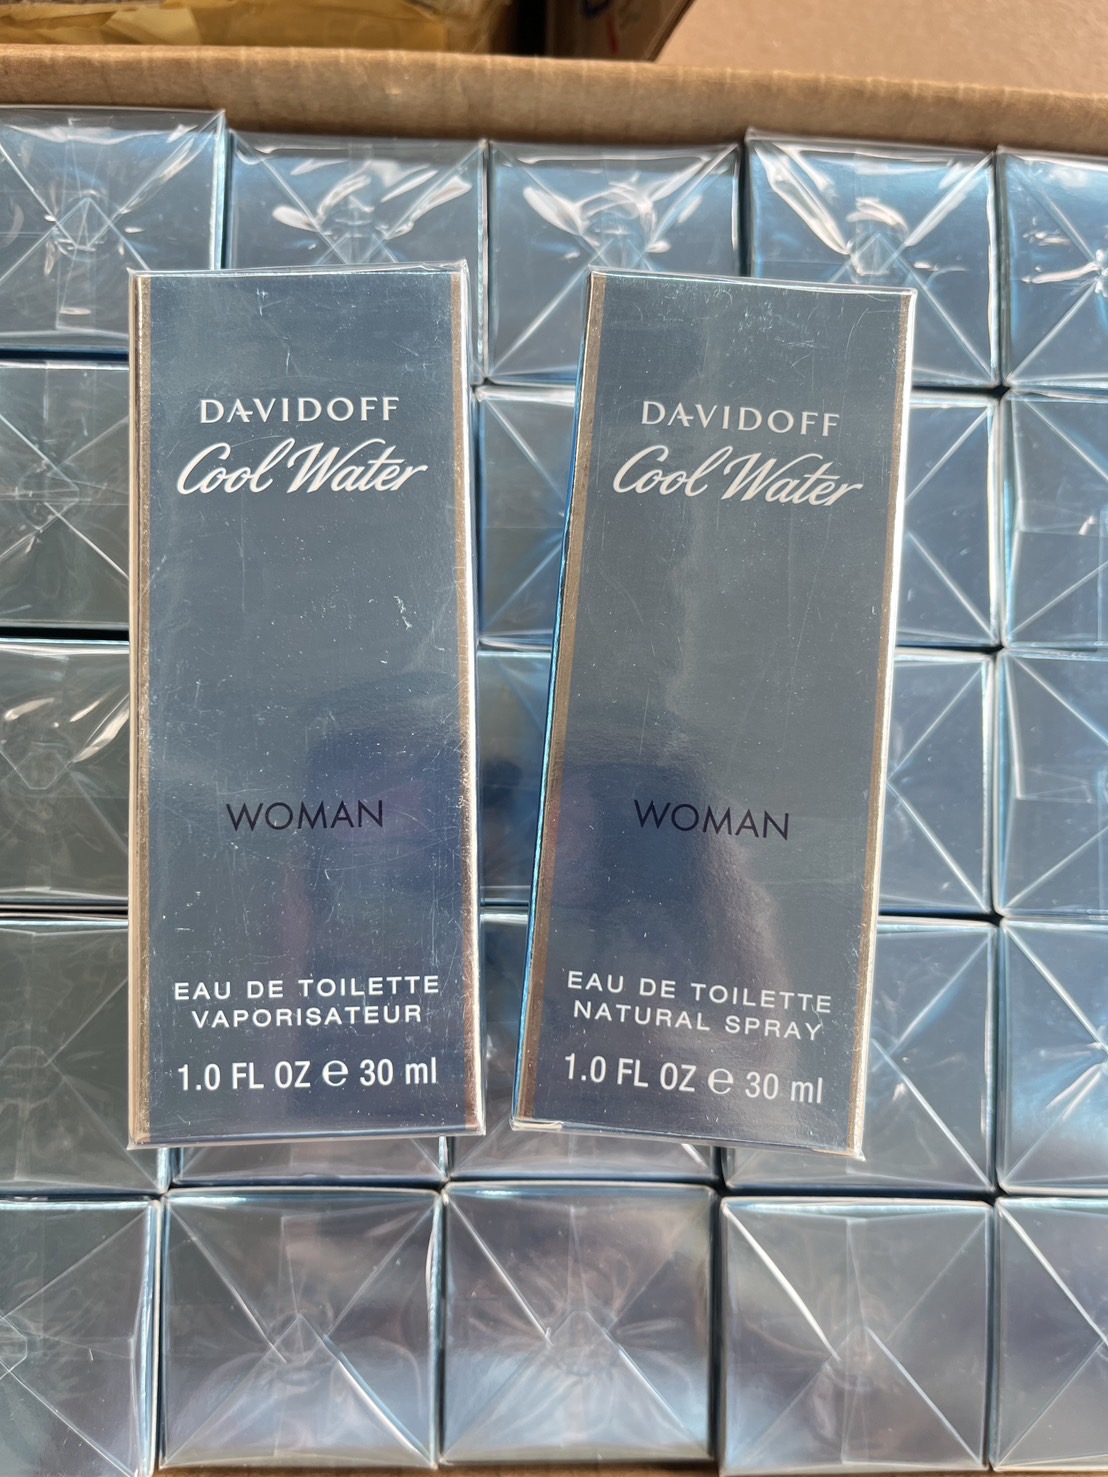 DAVIDOFF
Cool Water
WOMAN
EAU DE TOILETTE
VAPORISATEUR
1.0 FL OZ ℮ 30 ml
DAVIDOFF
Cool Water
WOMAN
EAU DE TOILETTE
NATURAL SPRAY
1.0 FL OZ ℮ 30 ml